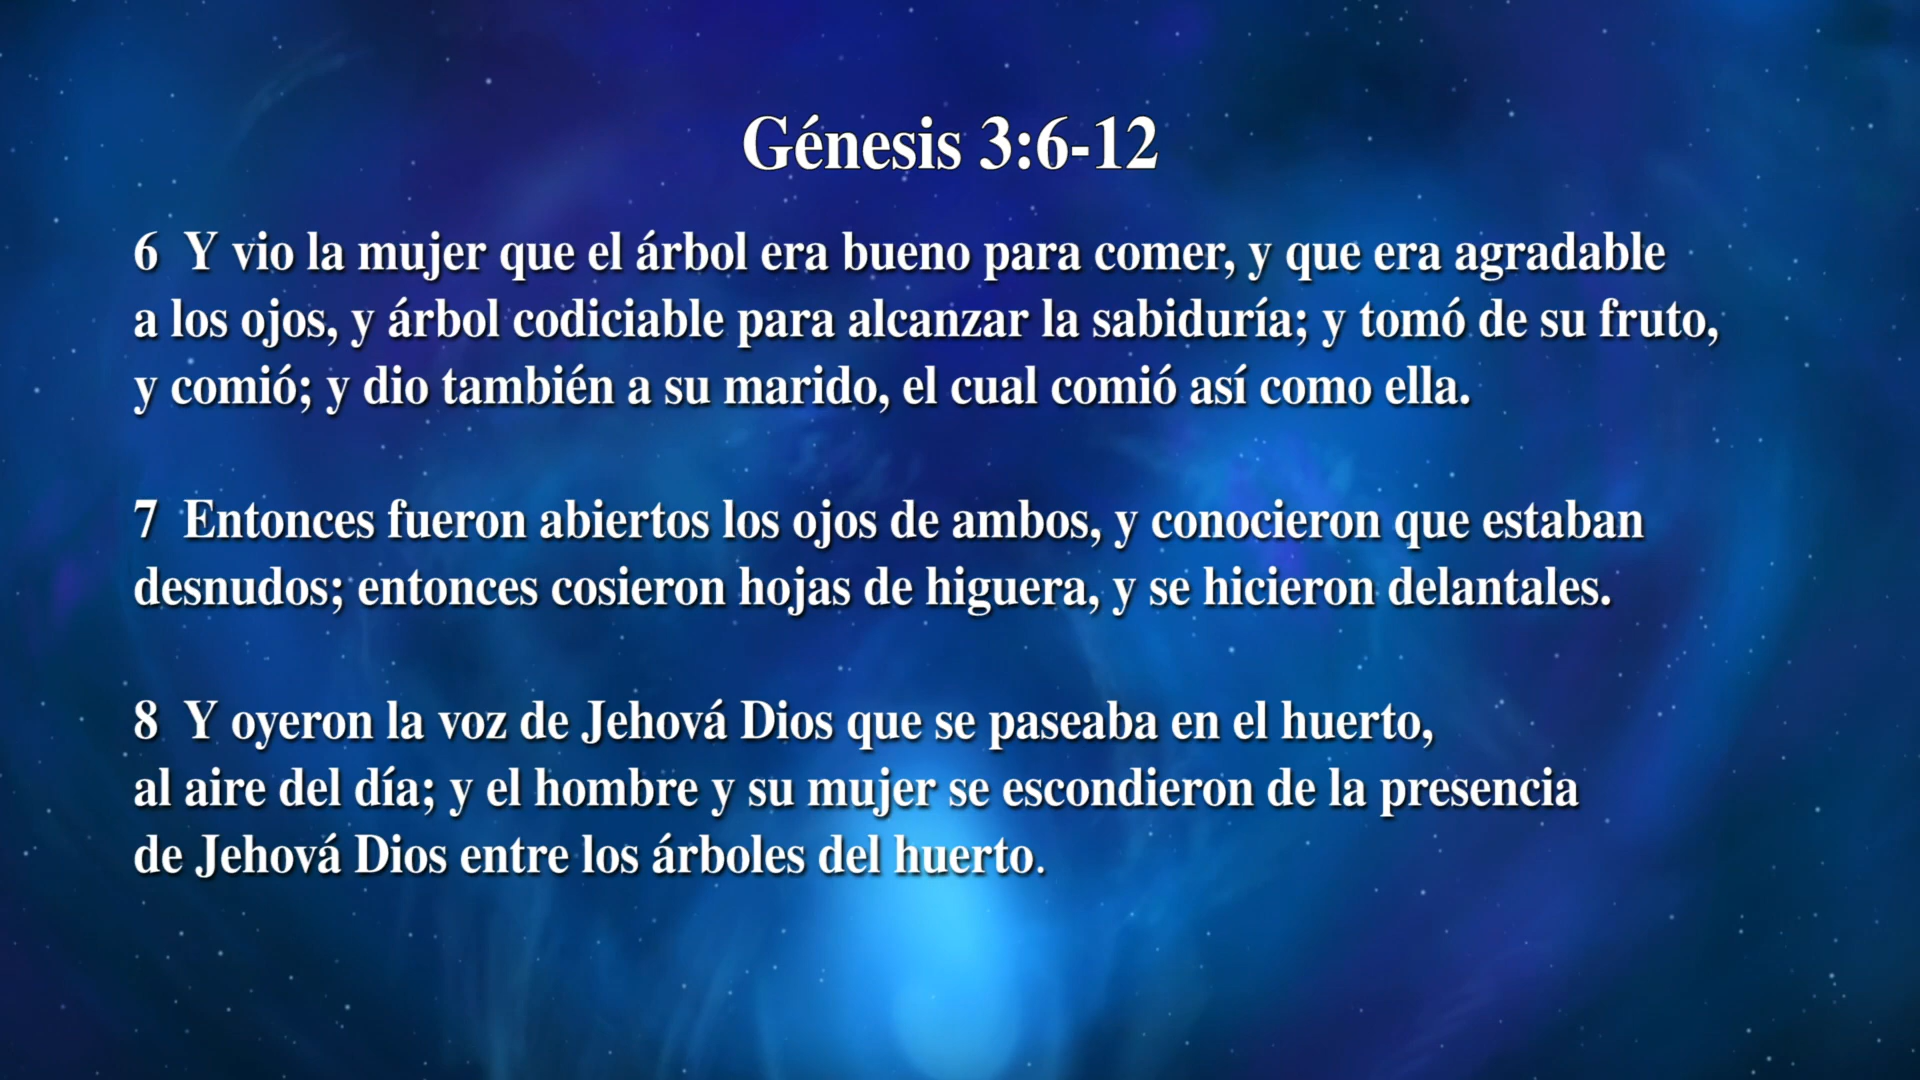 Génesis 3:6-12
6 Y vio la mujer que el árbol era bueno para comer, y que era agradable
a los ojos, y árbol codiciable para alcanzar la sabiduría; y tomó de su fruto,
y comió; y dio también a su marido, el cual comió así como ella.
7 Entonces fueron abiertos los ojos de ambos, y conocieron que estaban
desnudos; entonces cosieron hojas de higuera, y se hicieron delantales.
8 Y oyeron la voz de Jehová Dios que se paseaba en el huerto,
al aire del día; y el hombre y su mujer se escondieron de la presencia
de Jehová Dios entre los árboles del huerto.